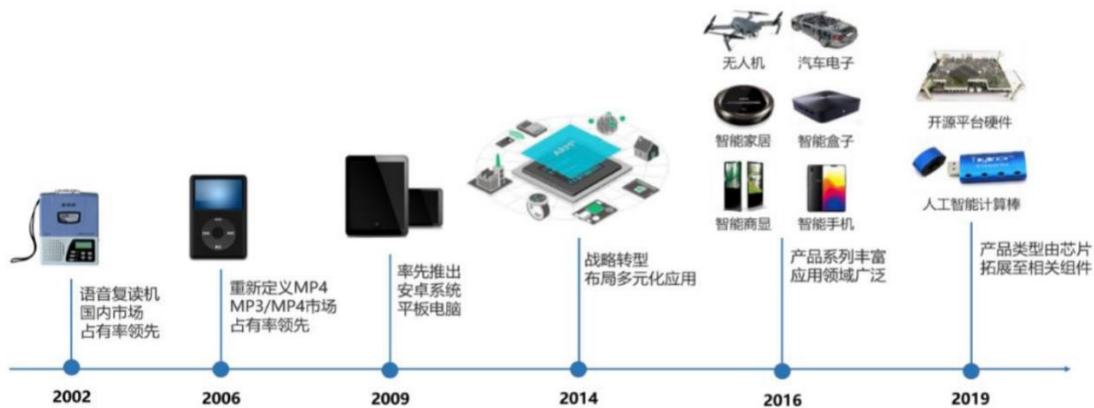 无人机
汽车电子
智能家居
智能盒子
智能商显
智能手机
开源平台硬件
人工智能计算棒
语音复读机
国内市场
占有率领先
重新定义MP4
MP3/MP4市场
占有率领先
率先推出
安卓系统
平板电脑
战略转型
布局多元化应用
产品系列丰富
应用领域广泛
产品类型由芯片
拓展至相关组件
2002
2006
2009
2014
2016
2019